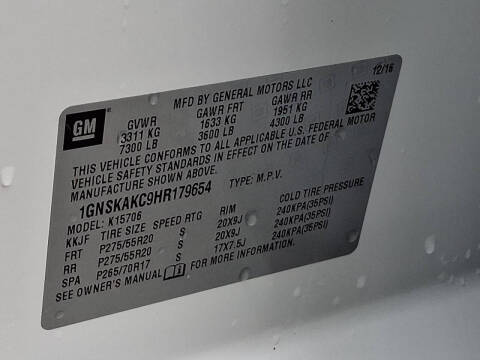 MFD BY GENERAL MOTORS LLC 12/16
GM
GVWR GAWR FRT GAWR RR
3311 KG 1633 KG 1951 KG
7300 LB 3600 LB 4300 LB
THIS VEHICLE CONFORMS TO ALL APPLICABLE U.S. FEDERAL MOTOR
VEHICLE SAFETY STANDARDS IN EFFECT ON THE DATE OF
MANUFACTURE SHOWN ABOVE.
1GNSKAKC9HR179654 TYPE: M.P.V.
MODEL: K15706
KKJF TIRE SIZE SPEED RTG RIM COLD TIRE PRESSURE
FRT P275/55R20 S 20X9J 240KPA(35PSI)
RR P275/55R20 S 20X9J 240KPA(35PSI)
SPA P265/70R17 S 17X7.5J 240KPA(35PSI)
SEE OWNER'S MANUAL FOR MORE INFORMATION.